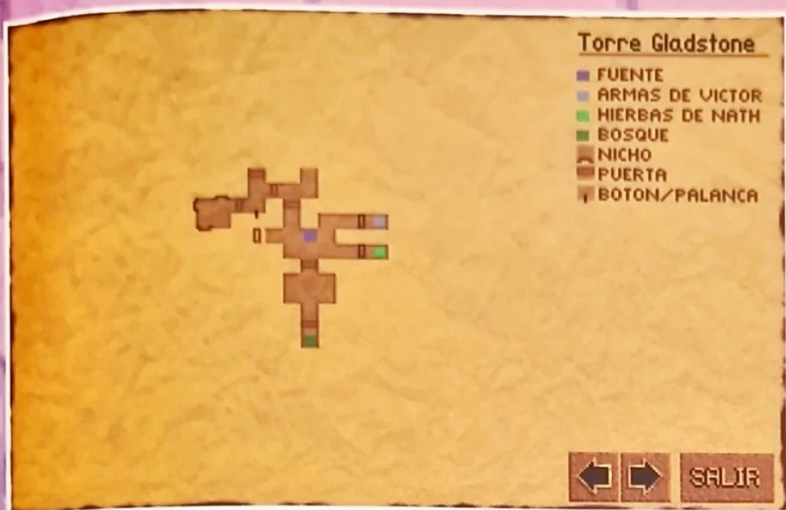 Torre Gladstone
FUENTE
ARMAS DE VICTOR
HIERBAS DE NATH
BOSQUE
NICHO
PUERTA
BOTON/PALANCA
SALIR